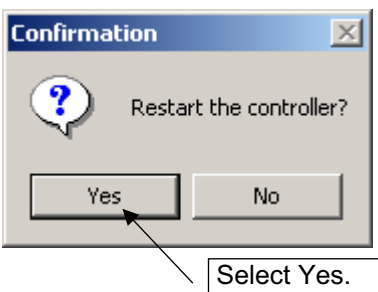 Confirmation
Restart the controller?
Yes No
Select Yes.